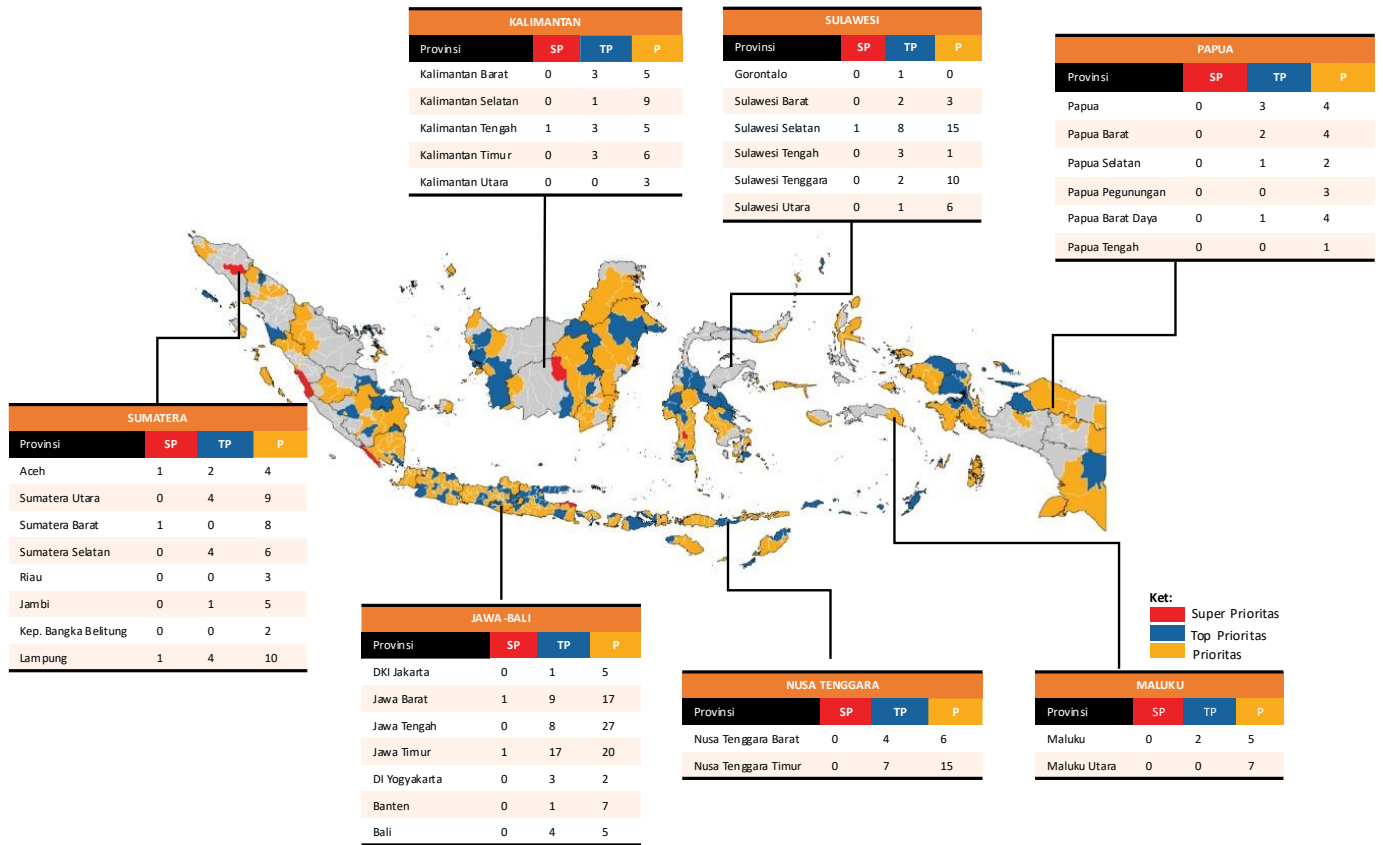 KALIMANTAN
Provinsi SP TP P
Kalimantan Barat 0 3 5
Kalimantan Selatan 0 1 9
Kalimantan Tengah 1 3 5
Kalimantan Timur 0 3 6
Kalimantan Utara 0 0 3
SULAWESI
Provinsi SP TP P
Gorontalo 0 1 0
Sulawesi Barat 0 2 3
Sulawesi Selatan 1 8 15
Sulawesi Tengah 0 3 1
Sulawesi Tenggara 0 2 10
Sulawesi Utara 0 1 6
PAPUA
Provinsi SP TP P
Papua 0 3 4
Papua Barat 0 2 4
Papua Selatan 0 1 2
Papua Pegunungan 0 0 3
Papua Barat Daya 0 1 4
Papua Tengah 0 0 1
SUMATERA
Provinsi SP TP P
Aceh 1 2 4
Sumatera Utara 0 4 9
Sumatera Barat 1 0 8
Sumatera Selatan 0 4 6
Riau 0 0 3
Jambi 0 1 5
Kep. Bangka Belitung 0 0 2
Lampung 1 4 10
JAWA-BALI
Provinsi SP TP P
DKI Jakarta 0 1 5
Jawa Barat 1 9 17
Jawa Tengah 0 8 27
Jawa Timur 1 17 20
DI Yogyakarta 0 3 2
Banten 0 1 7
Bali 0 4 5
NUSA TENGGARA
Provinsi SP TP P
Nusa Tenggara Barat 0 4 6
Nusa Tenggara Timur 0 7 15
Ket:
Super Prioritas
Top Prioritas
Prioritas
MALUKU
Provinsi SP TP P
Maluku 0 2 5
Maluku Utara 0 0 7